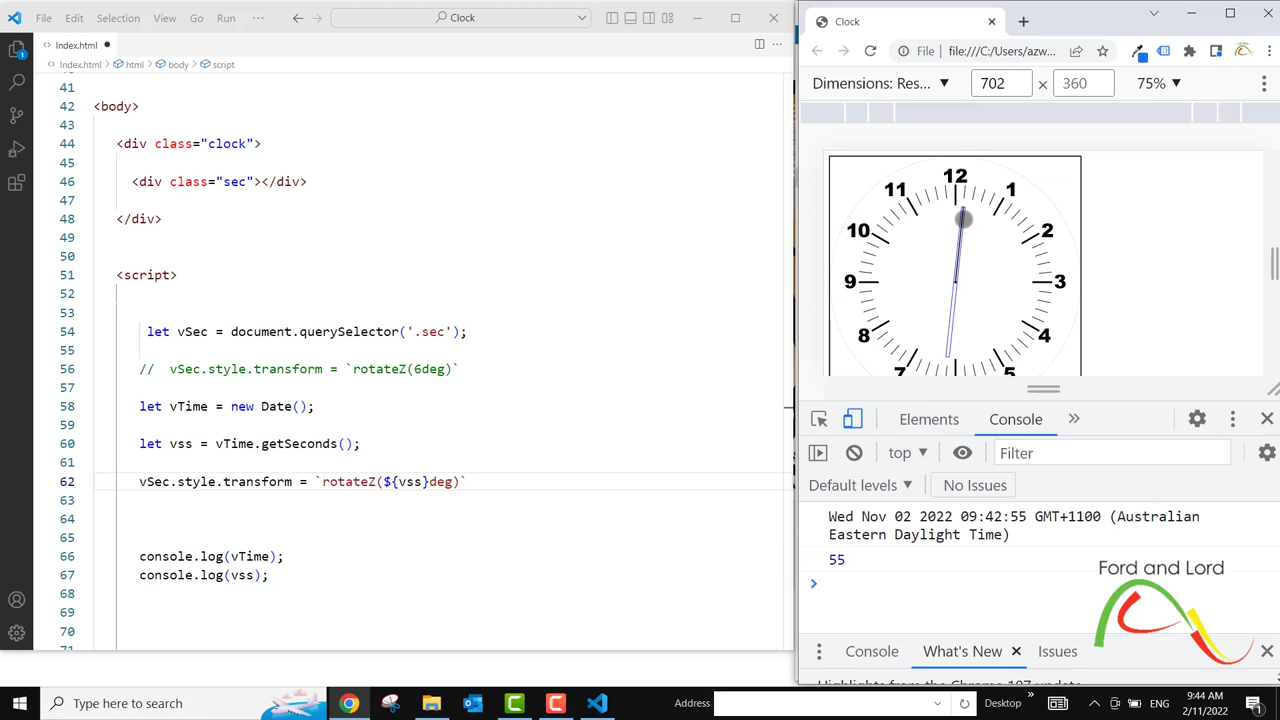 File Edit Selection View Go Run ··· Clock
Index.html
Index.html > html > body > script
41
42 <body>
43
44 <div class="clock">
45
46 <div class="sec"></div>
47
48 </div>
49
50
51 <script>
52
53
54 let vSec = document.querySelector('.sec');
55
56 // vSec.style.transform = `rotateZ(6deg)`
57
58 let vTime = new Date();
59
60 let vss = vTime.getSeconds();
61
62 vSec.style.transform = `rotateZ(${vss}deg)`
63
64
65
66 console.log(vTime);
67 console.log(vss);
68
69
70
Clock
File file:///C:/Users/azw...
Dimensions: Res... 702 × 360 75%
12
11 1
10 2
9 3
8 4
Elements Console
top Filter
Default levels No Issues
Wed Nov 02 2022 09:42:55 GMT+1100 (Australian
Eastern Daylight Time)
55
Ford and Lord
Console What's New Issues
Highlights from the Chrome 107 update
Type here to search
Address
Desktop
ENG
9:44 AM
2/11/2022
1